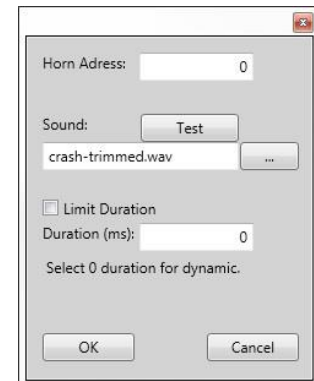 Horn Adress: 0
Sound: Test
crash-trimmed.wav ...
Limit Duration
Duration (ms): 0
Select 0 duration for dynamic.
OK Cancel